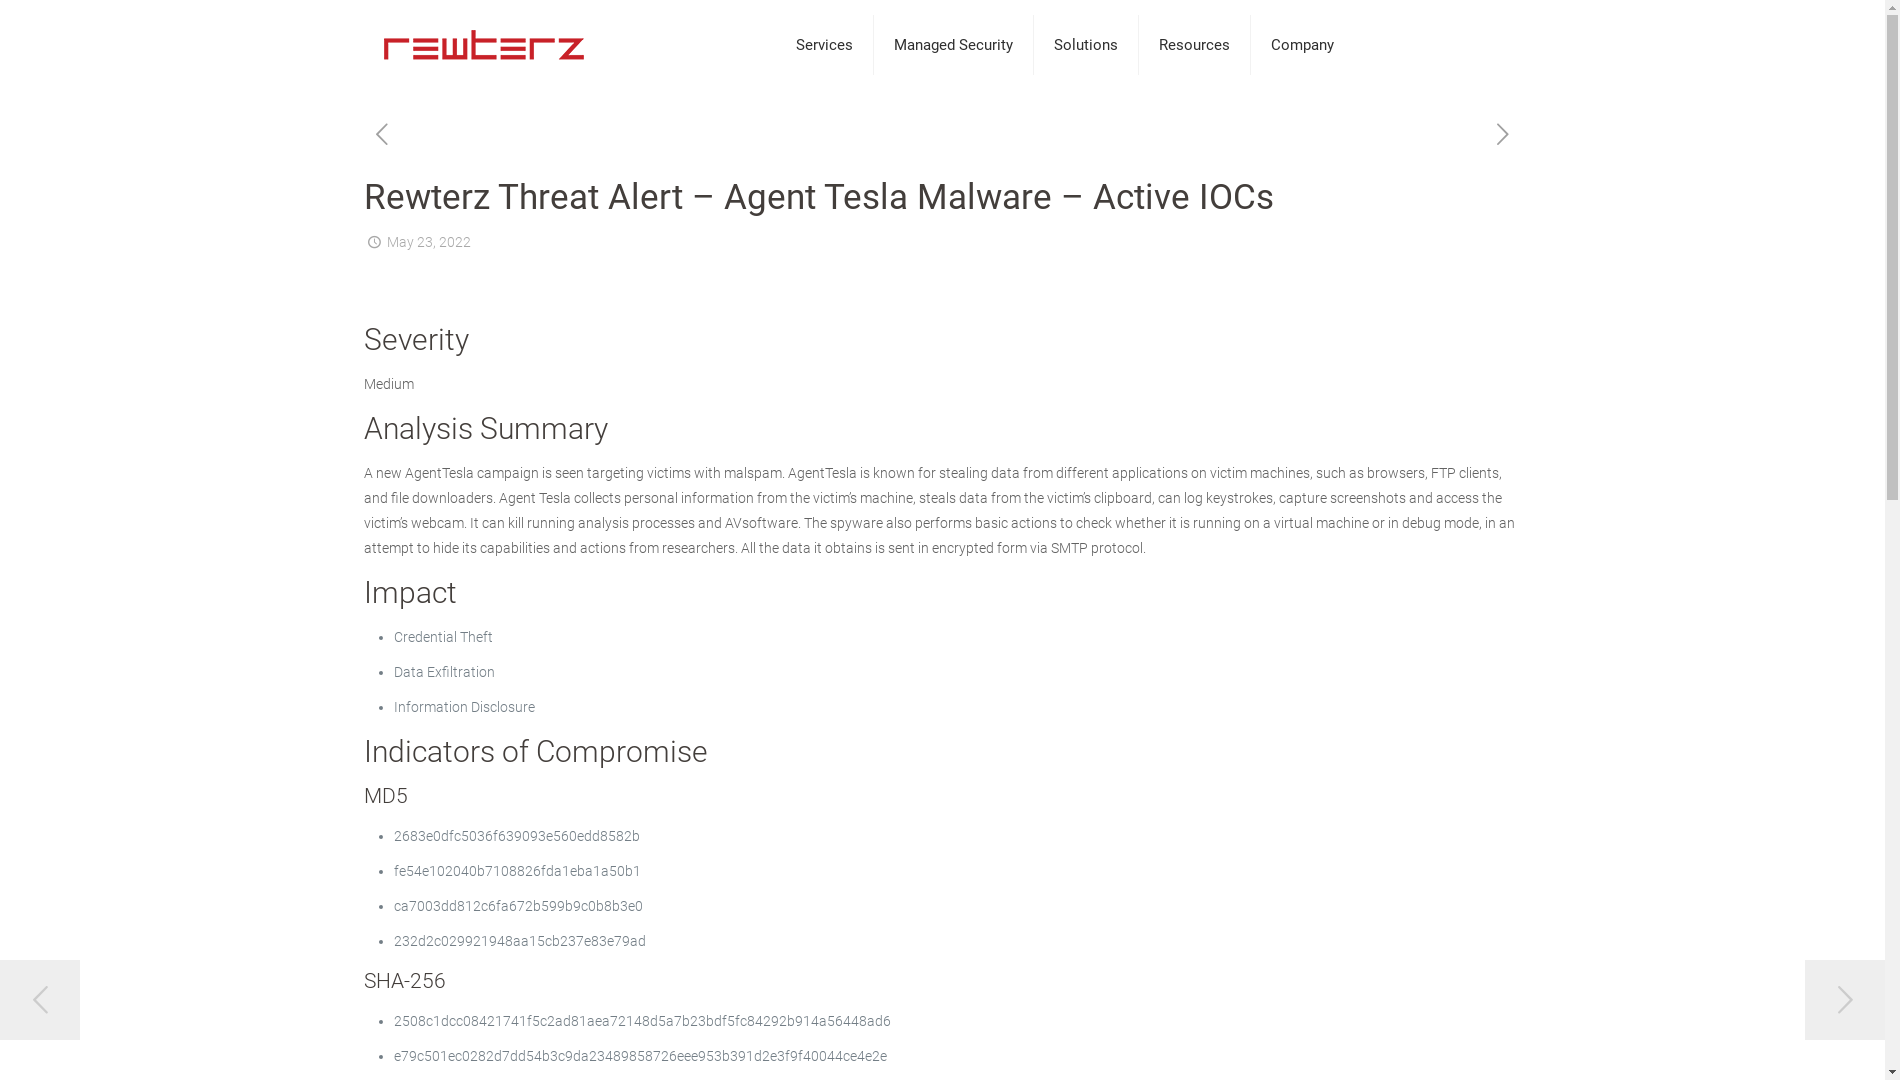 rewterz
Services
Managed Security
Solutions
Resources
Company
Rewterz Threat Alert – Agent Tesla Malware – Active IOCs
May 23, 2022
Severity
Medium
Analysis Summary
A new AgentTesla campaign is seen targeting victims with malspam. AgentTesla is known for stealing data from different applications on victim machines, such as browsers, FTP clients,
and file downloaders. Agent Tesla collects personal information from the victim’s machine, steals data from the victim’s clipboard, can log keystrokes, capture screenshots and access the
victim’s webcam. It can kill running analysis processes and AVsoftware. The spyware also performs basic actions to check whether it is running on a virtual machine or in debug mode, in an
attempt to hide its capabilities and actions from researchers. All the data it obtains is sent in encrypted form via SMTP protocol.
Impact
Credential Theft
Data Exfiltration
Information Disclosure
Indicators of Compromise
MD5
2683e0dfc5036f639093e560edd8582b
fe54e102040b7108826fda1eba1a50b1
ca7003dd812c6fa672b599b9c0b8b3e0
232d2c029921948aa15cb237e83e79ad
SHA-256
2508c1dcc08421741f5c2ad81aea72148d5a7b23bdf5fc84292b914a56448ad6
e79c501ec0282d7dd54b3c9da23489858726eee953b391d2e3f9f40044ce4e2e